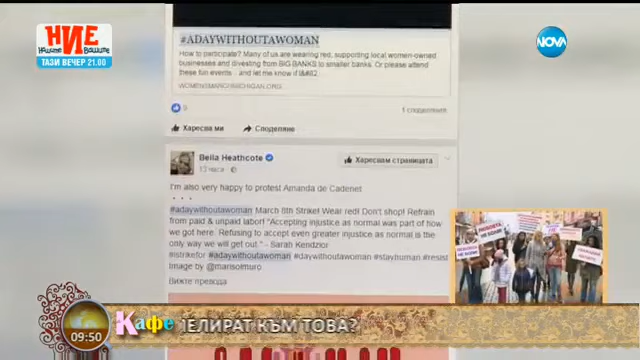 НИЕ
Нашите Вашите
ТАЗИ ВЕЧЕР 21.00
NOVA
#ADAYWITHOUTAWOMAN
How to participate? Many of us are wearing red, supporting local women-owned
businesses and divesting from BIG BANKS to smaller banks. Or please attend
these fun events... and let me know if I&#82...
WOMENSMARCHMICHIGAN.ORG
9
1 споделяния
Харесва ми
Споделяне
Bella Heathcote
Харесвам страницата
I'm also very happy to protest Amanda de Cadenet
• • •
#adaywithoutawoman March 8th Strike! Wear red! Don't shop! Refrain
from paid & unpaid labor! "Accepting injustice as normal was part of how
we got here. Refusing to accept even greater injustice as normal is the
only way we will get out." - Sarah Kendzior
#istrikefor #adaywithoutawoman #daywithoutawoman #stayhuman #resist
Image by @marisolmuro
Вижте превода
09:50
Кафе
ПЕЛИРАТ КЪМ ТОВА?